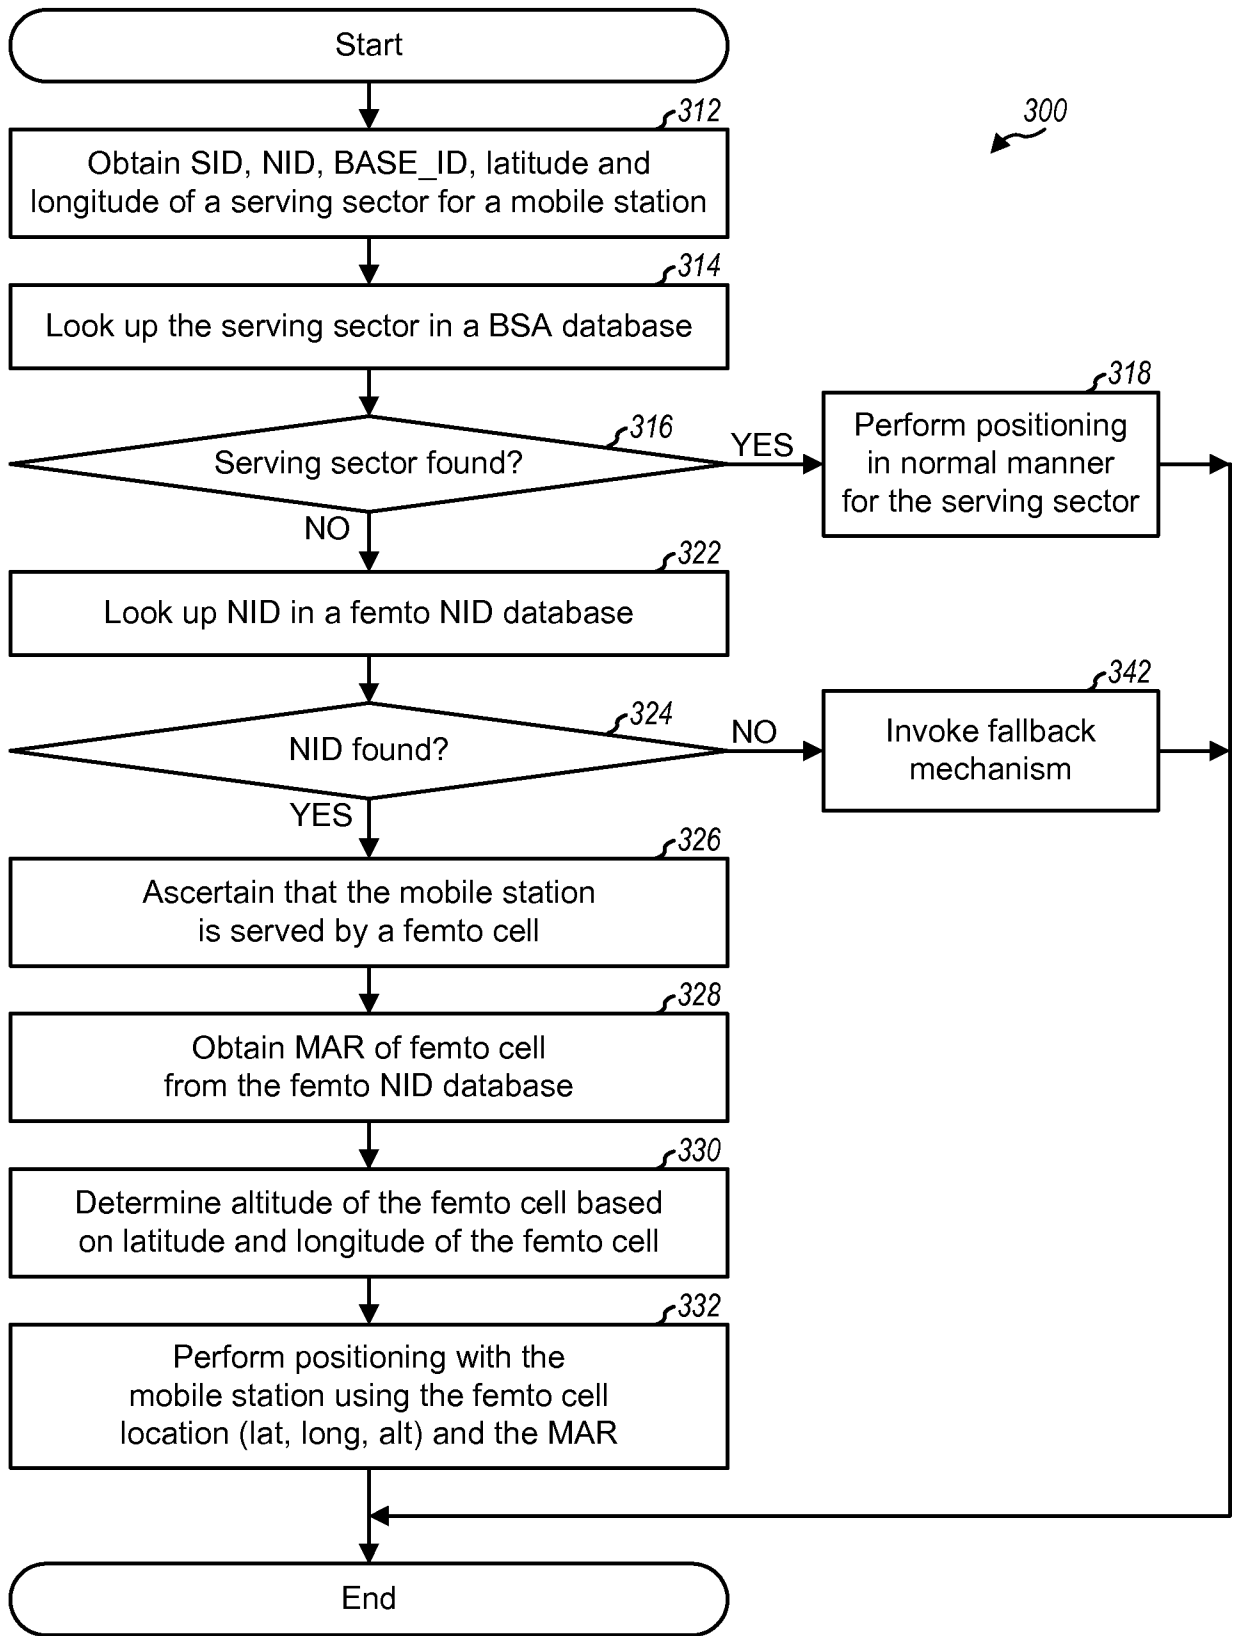 Start
300
312
Obtain SID, NID, BASE_ID, latitude and
longitude of a serving sector for a mobile station
314
Look up the serving sector in a BSA database
316
Serving sector found?
YES
318
Perform positioning
in normal manner
for the serving sector
NO
322
Look up NID in a femto NID database
324
NID found?
NO
342
Invoke fallback
mechanism
YES
326
Ascertain that the mobile station
is served by a femto cell
328
Obtain MAR of femto cell
from the femto NID database
330
Determine altitude of the femto cell based
on latitude and longitude of the femto cell
332
Perform positioning with the
mobile station using the femto cell
location (lat, long, alt) and the MAR
End